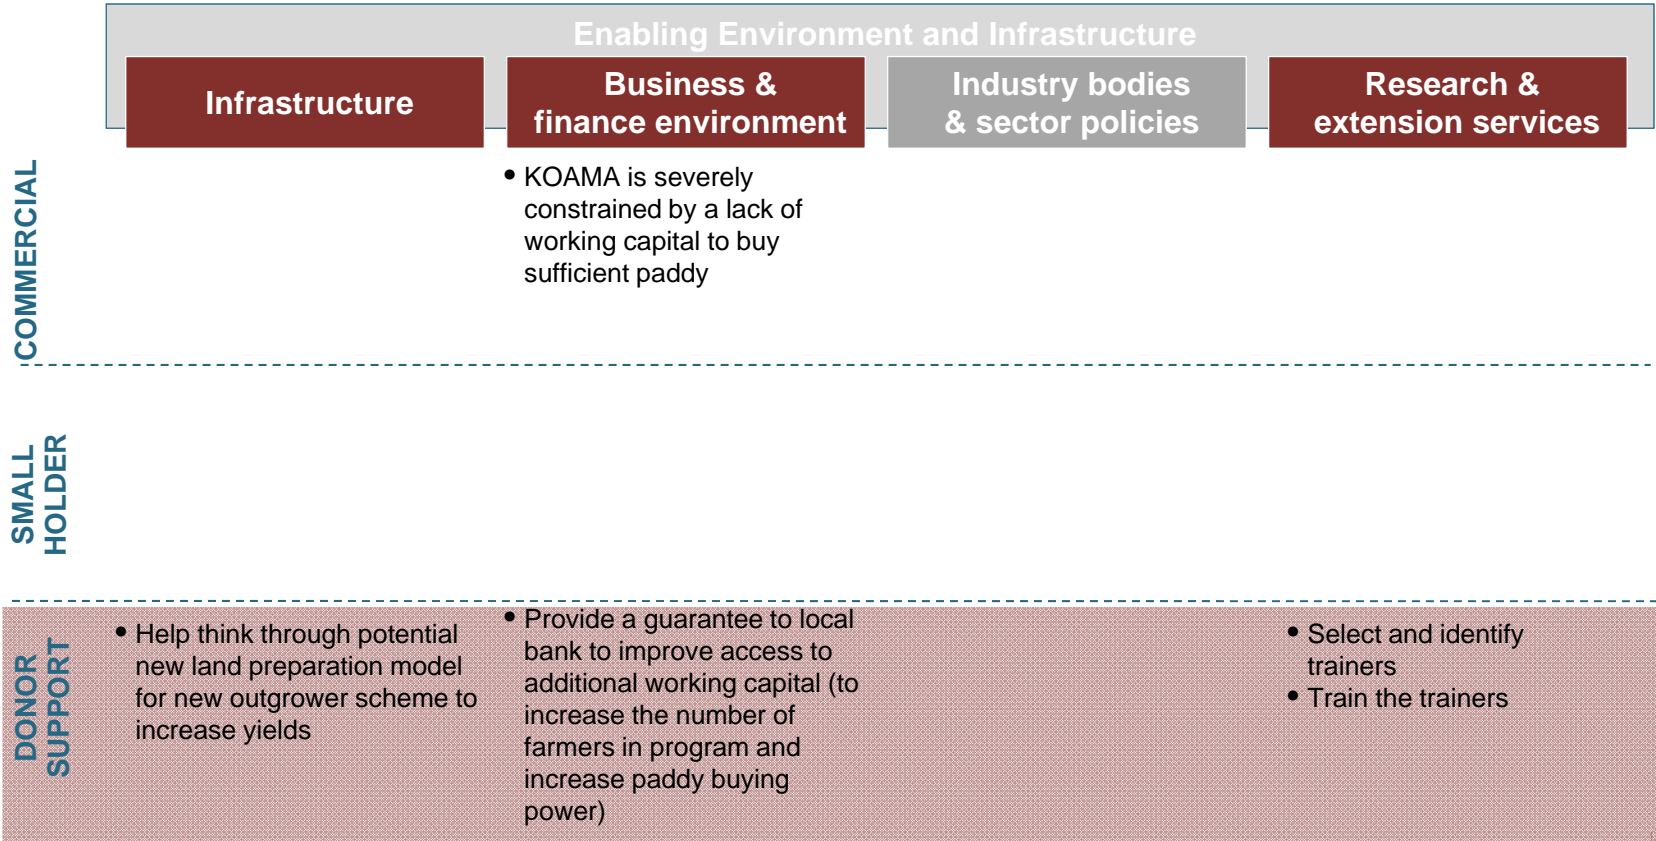 Enabling Environment and Infrastructure
Infrastructure
Business &
finance environment
Industry bodies
& sector policies
Research &
extension services
COMMERCIAL
• KOAMA is severely
constrained by a lack of
working capital to buy
sufficient paddy
SMALL
HOLDER
DONOR
SUPPORT
• Help think through potential
new land preparation model
for new outgrower scheme to
increase yields
• Provide a guarantee to local
bank to improve access to
additional working capital (to
increase the number of
farmers in program and
increase paddy buying
power)
• Select and identify
trainers
• Train the trainers